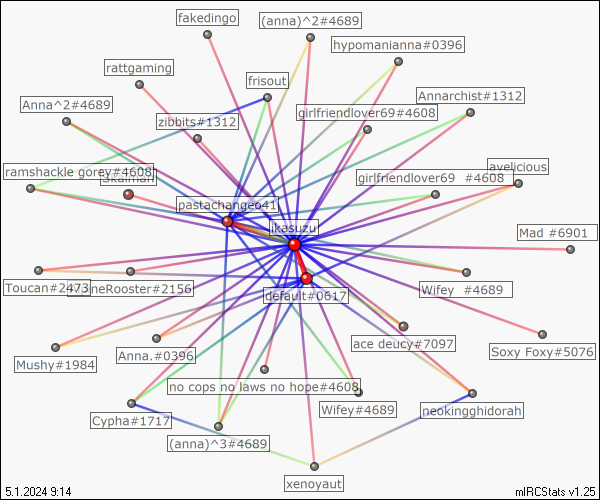 fakedingo
(anna)^2#4689
hypomanianna#0396
rattgaming
frisout
Annarchist#1312
Anna^2#4689
girlfriendlover69#4608
zibbits#1312
avelicious
ramshackle gorey#4608
girlfriendlover69 #4608
pastachange641
ikasuzu
Mad #6901
Toucan#2473
Rooster#2156
Wifey #4689
default#0617
ace deucy#7097
Soxy Foxy#5076
Anna.#0396
Mushy#1984
no cops no laws no hope#4608
Wifey#4689
neokingghidorah
Cypha#1717
(anna)^3#4689
xenoyaut
5.1.2024 9:14
mIRCStats v1.25